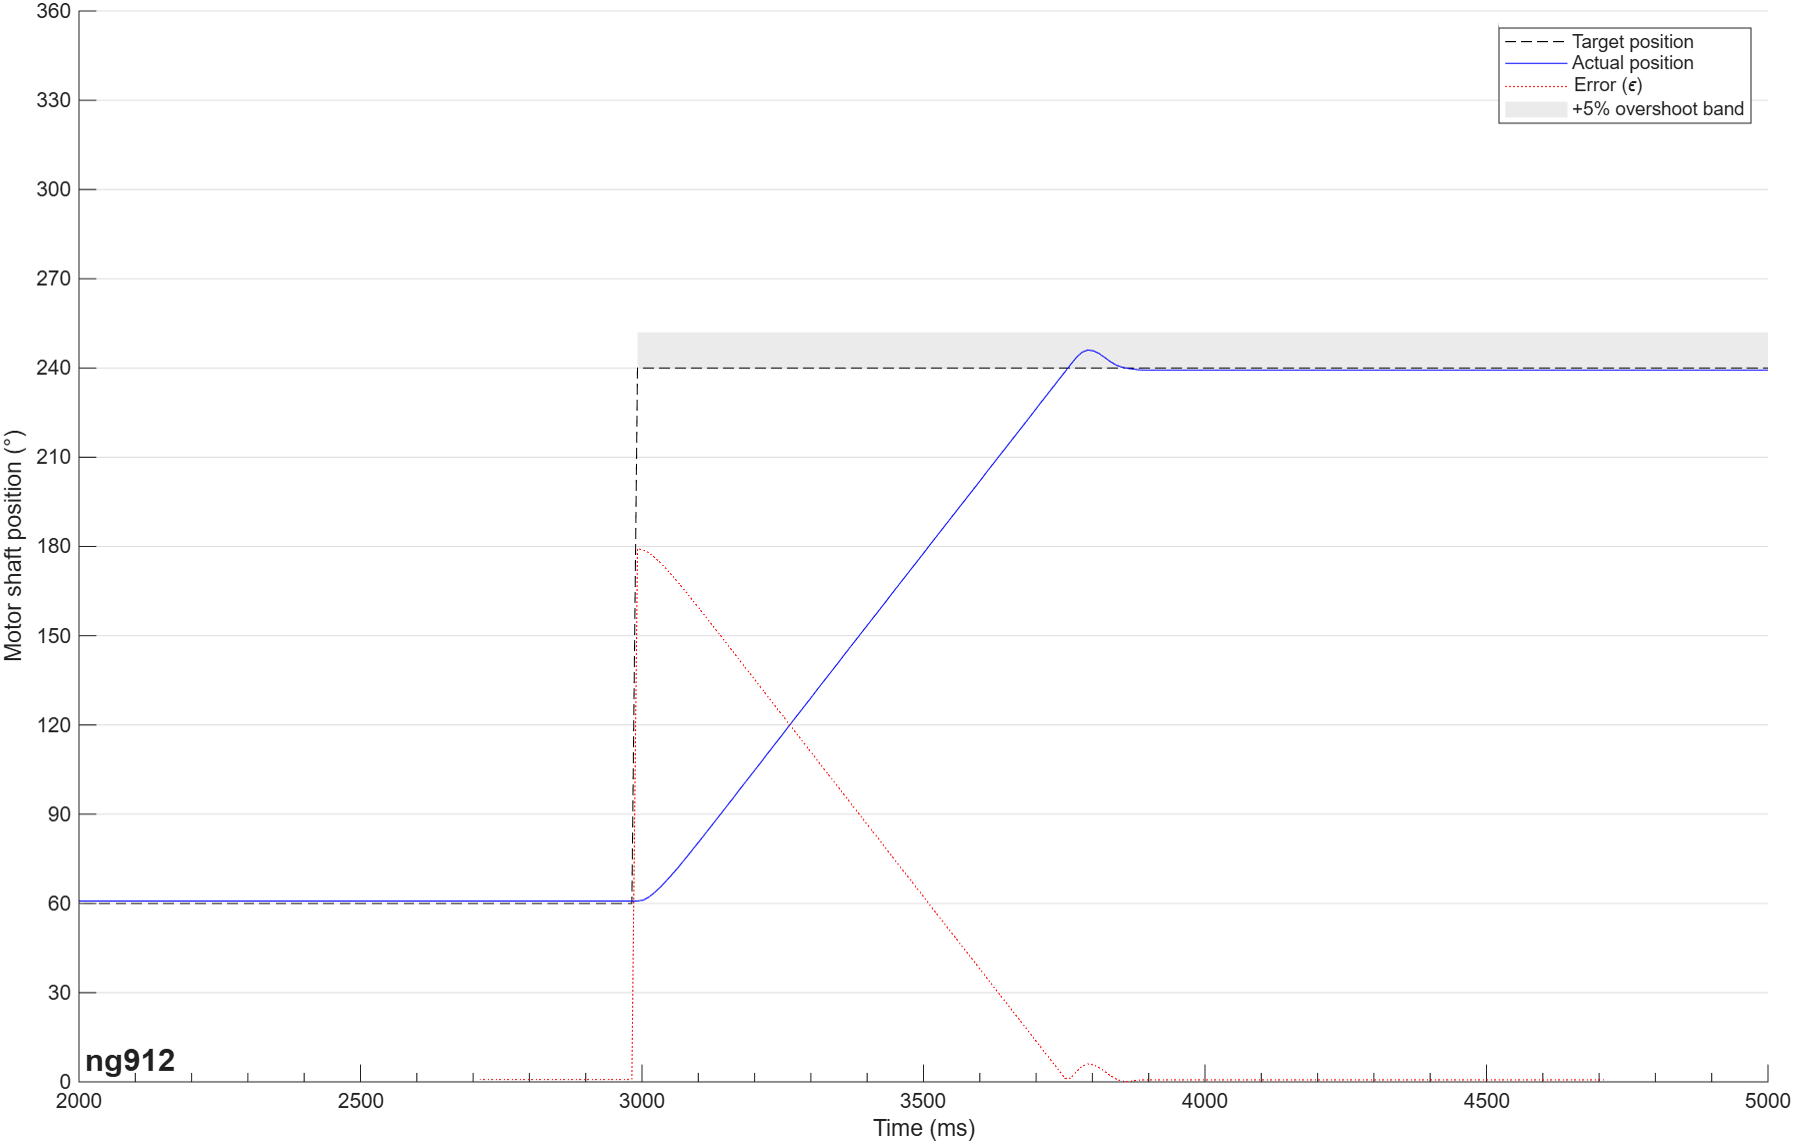 360
330
300
270
240
210
180
150
120
90
60
30
0
Motor shaft position (°)
Target position
Actual position
Error (ϵ)
+5% overshoot band
ng912
2000 2500 3000 3500 4000 4500 5000
Time (ms)